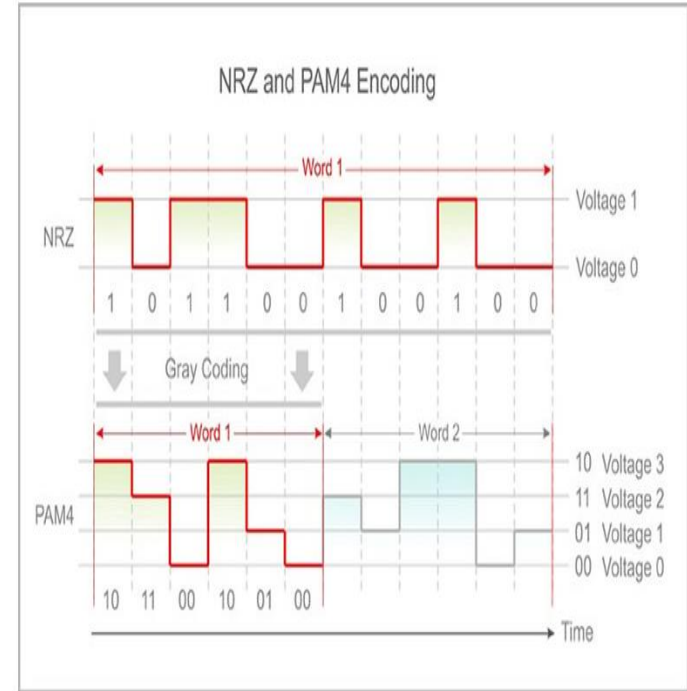 NRZ and PAM4 Encoding
Word 1
NRZ
Voltage 1
Voltage 0
1 0 1 1 0 0 1 0 0 1 0 0
Gray Coding
Word 1
Word 2
PAM4
10 Voltage 3
11 Voltage 2
01 Voltage 1
00 Voltage 0
10 11 00 10 01 00
Time